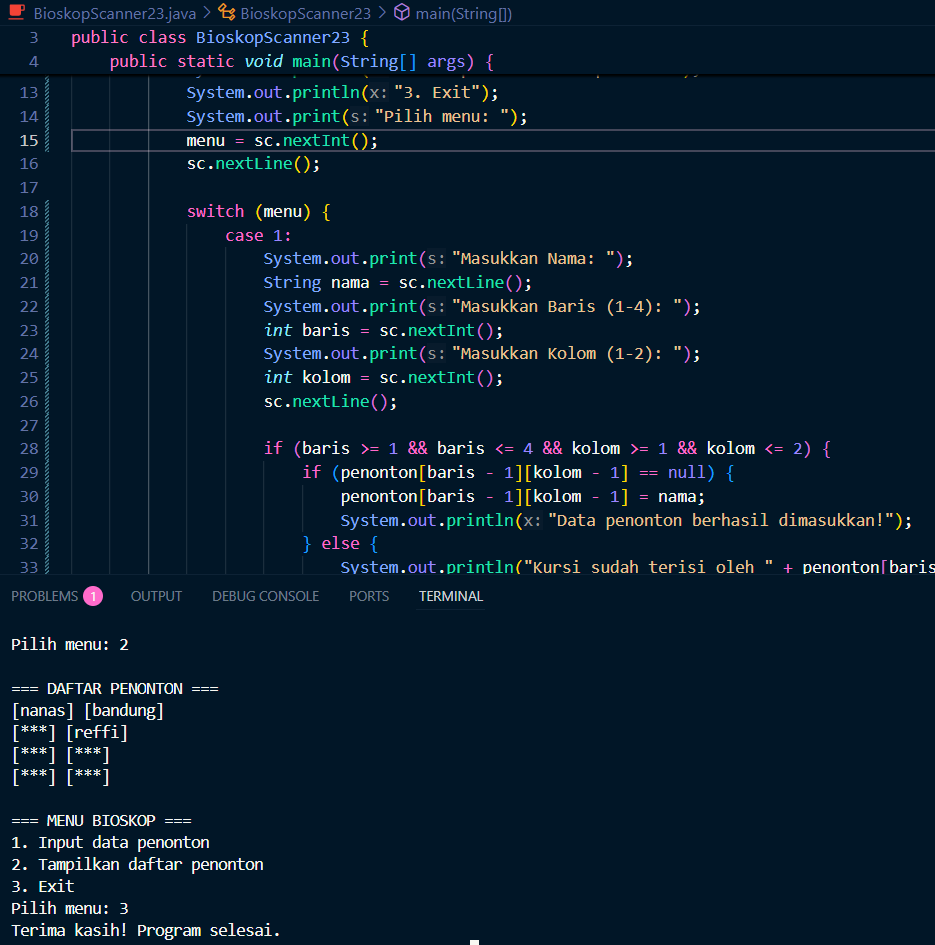 BioskopScanner23.java > BioskopScanner23 > main(String[])
3 public class BioskopScanner23 {
4 public static void main(String[] args) {
13 System.out.println(x: "3. Exit");
14 System.out.print(s: "Pilih menu: ");
15 menu = sc.nextInt();
16 sc.nextLine();
17
18 switch (menu) {
19 case 1:
20 System.out.print(s: "Masukkan Nama: ");
21 String nama = sc.nextLine();
22 System.out.print(s: "Masukkan Baris (1-4): ");
23 int baris = sc.nextInt();
24 System.out.print(s: "Masukkan Kolom (1-2): ");
25 int kolom = sc.nextInt();
26 sc.nextLine();
27
28 if (baris >= 1 && baris <= 4 && kolom >= 1 && kolom <= 2) {
29 if (penonton[baris - 1][kolom - 1] == null) {
30 penonton[baris - 1][kolom - 1] = nama;
31 System.out.println(x: "Data penonton berhasil dimasukkan!");
32 } else {
33 System.out.println("Kursi sudah terisi oleh " + penonton[baris
PROBLEMS 1 OUTPUT DEBUG CONSOLE PORTS TERMINAL
Pilih menu: 2
=== DAFTAR PENONTON ===
[nanas] [bandung]
[***] [reffi]
[***] [***]
[***] [***]
=== MENU BIOSKOP ===
1. Input data penonton
2. Tampilkan daftar penonton
3. Exit
Pilih menu: 3
Terima kasih! Program selesai.